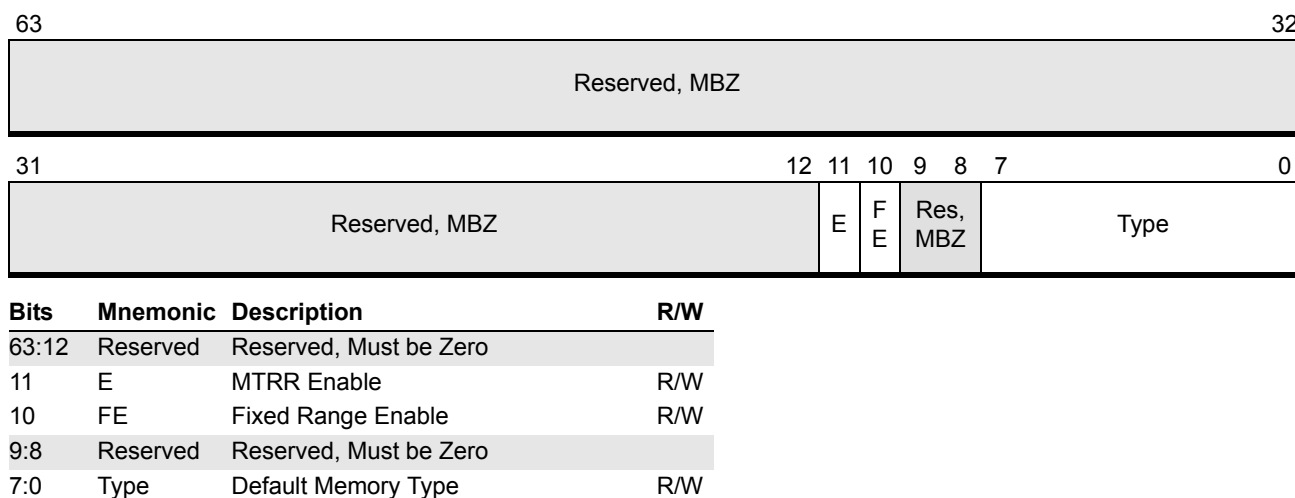 63 32
Reserved, MBZ
31 12 11 10 9 8 7 0
Reserved, MBZ E F E Res, MBZ Type
Bits Mnemonic Description R/W
63:12 Reserved Reserved, Must be Zero
11 E MTRR Enable R/W
10 FE Fixed Range Enable R/W
9:8 Reserved Reserved, Must be Zero
7:0 Type Default Memory Type R/W